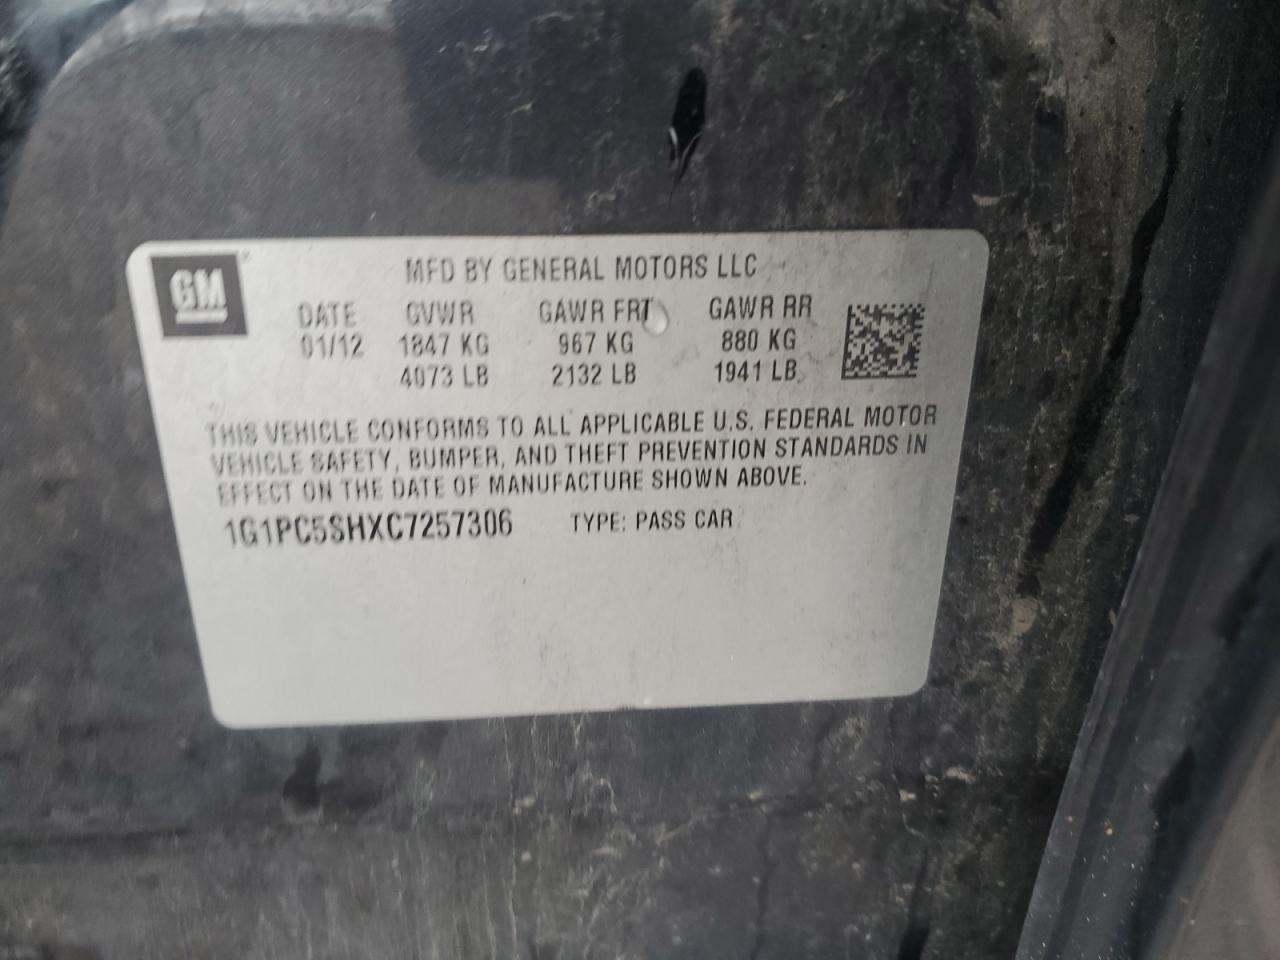 GM
MFD BY GENERAL MOTORS LLC
DATE GVWR GAWR FRT GAWR RR
01/12 1847 KG 967 KG 880 KG
4073 LB 2132 LB 1941 LB
THIS VEHICLE CONFORMS TO ALL APPLICABLE U.S. FEDERAL MOTOR
VEHICLE SAFETY, BUMPER, AND THEFT PREVENTION STANDARDS IN
EFFECT ON THE DATE OF MANUFACTURE SHOWN ABOVE.
1G1PC5SHXC7257306 TYPE: PASS CAR